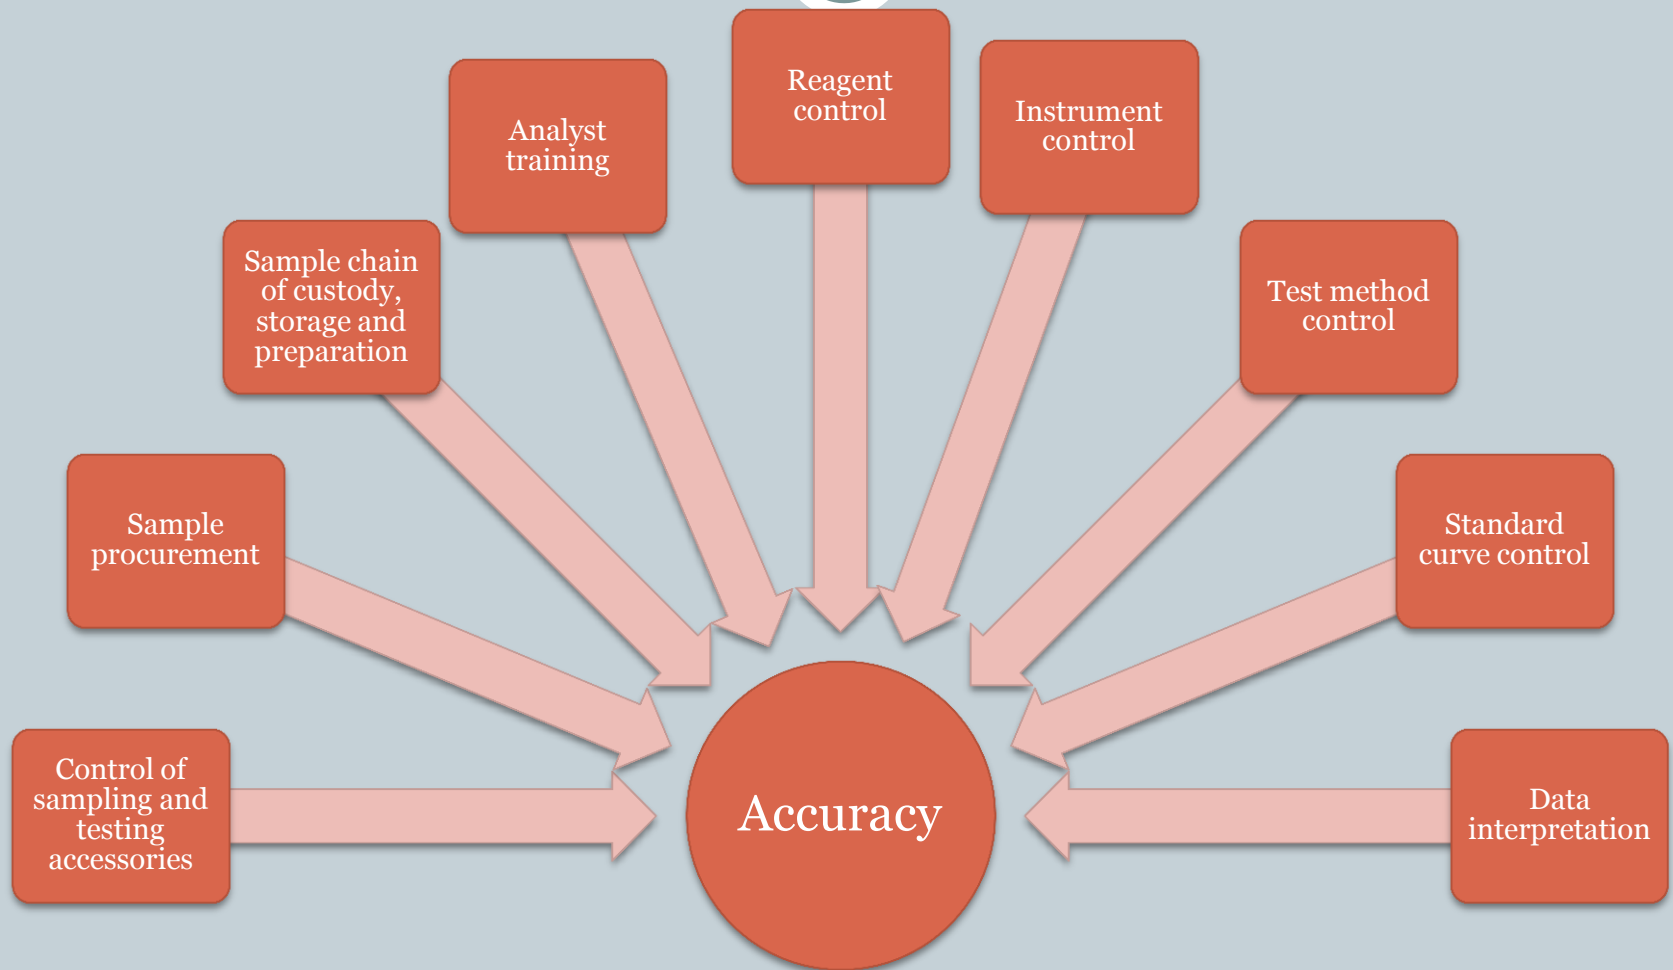 Reagent
control
Instrument
control
Analyst
training
Sample chain
of custody,
storage and
preparation
Test method
control
Sample
procurement
Standard
curve control
Control of
sampling and
testing
accessories
Accuracy
Data
interpretation